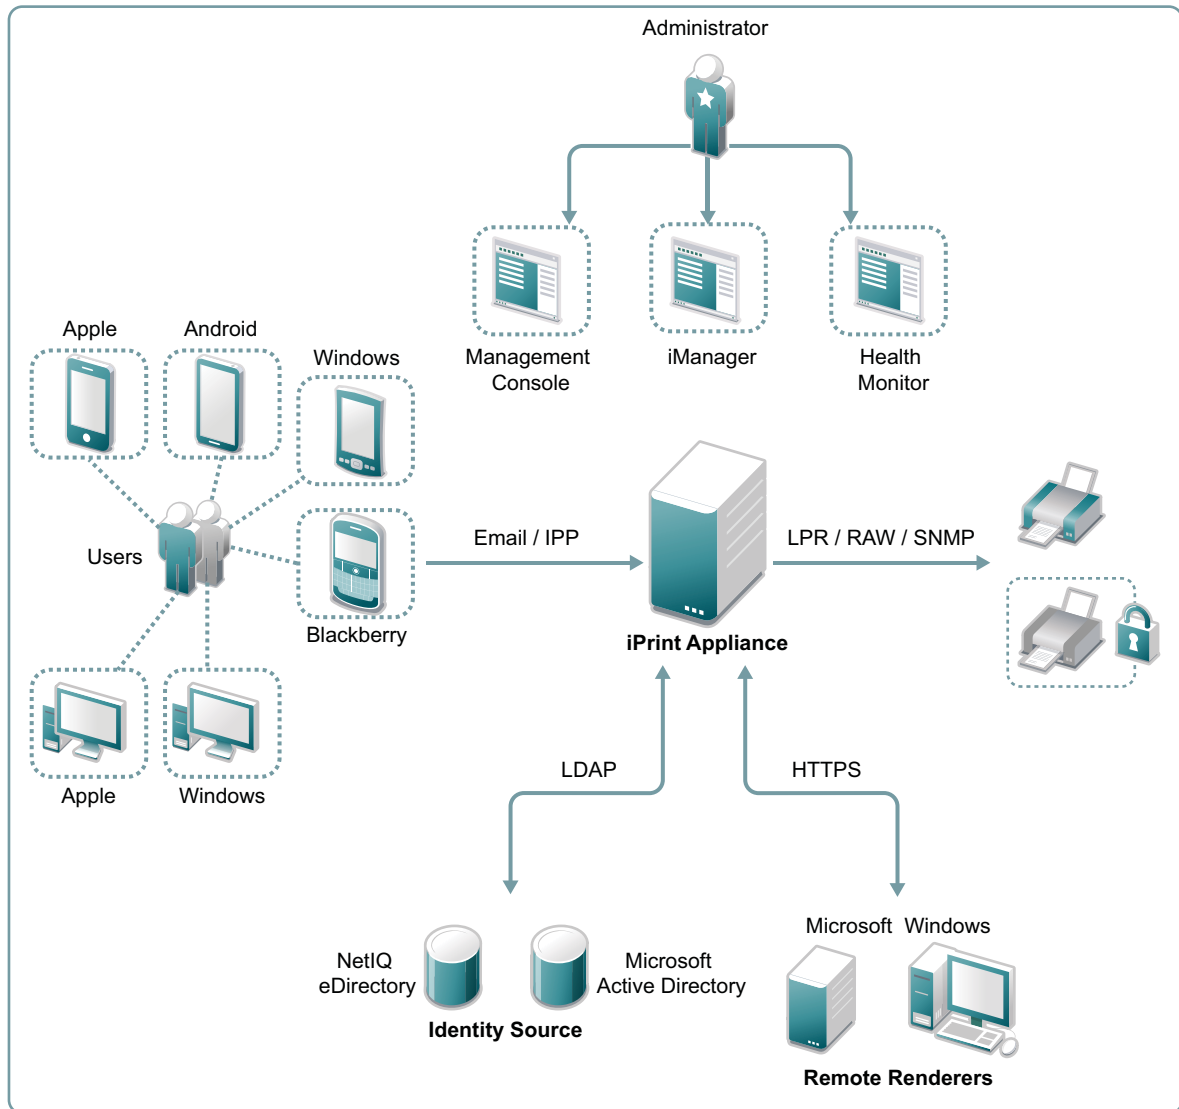 Administrator
Management
Console
iManager
Health
Monitor
Apple
Android
Windows
Users
Blackberry
Apple
Windows
Email / IPP
iPrint Appliance
LPR / RAW / SNMP
LDAP
HTTPS
NetIQ
eDirectory
Microsoft
Active Directory
Identity Source
Microsoft Windows
Remote Renderers